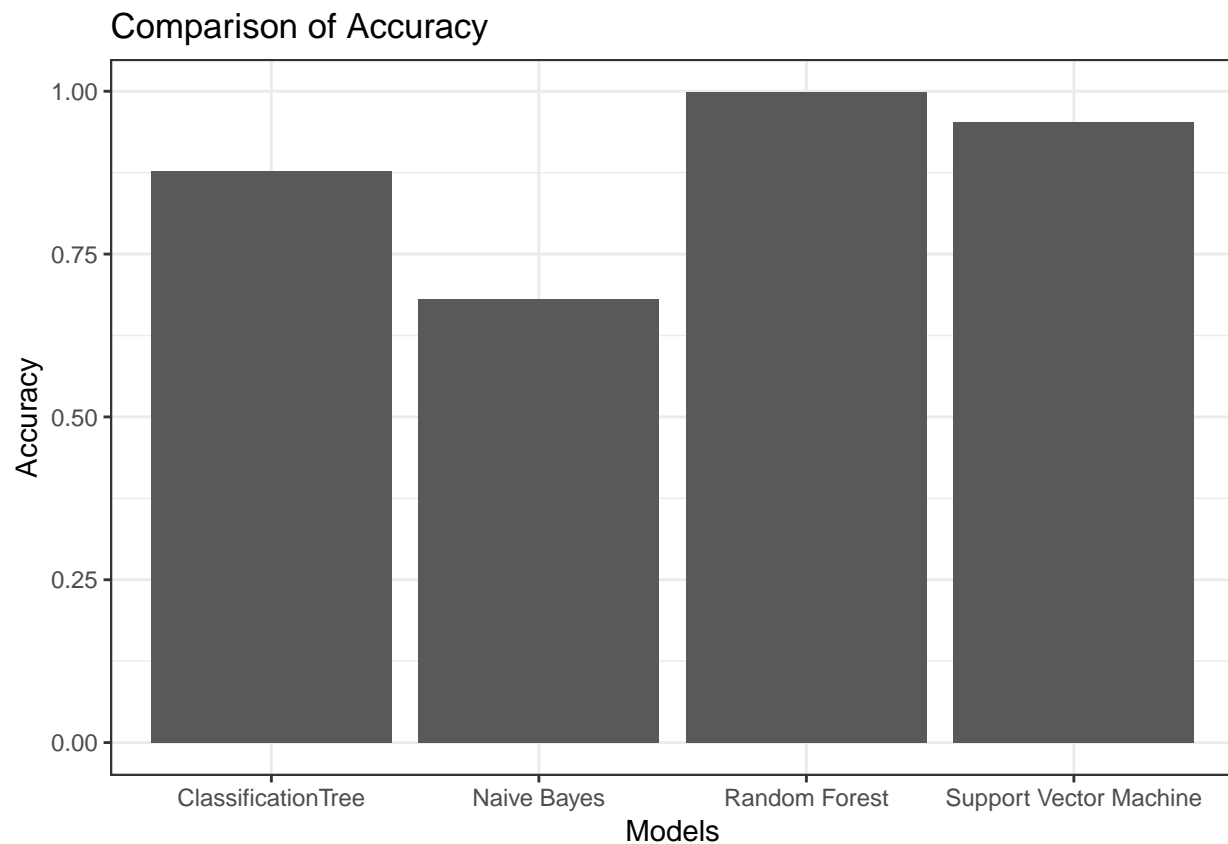 Comparison of Accuracy
1.00
0.75
0.50
0.25
0.00
Accuracy
ClassificationTree
Naive Bayes
Random Forest
Support Vector Machine
Models